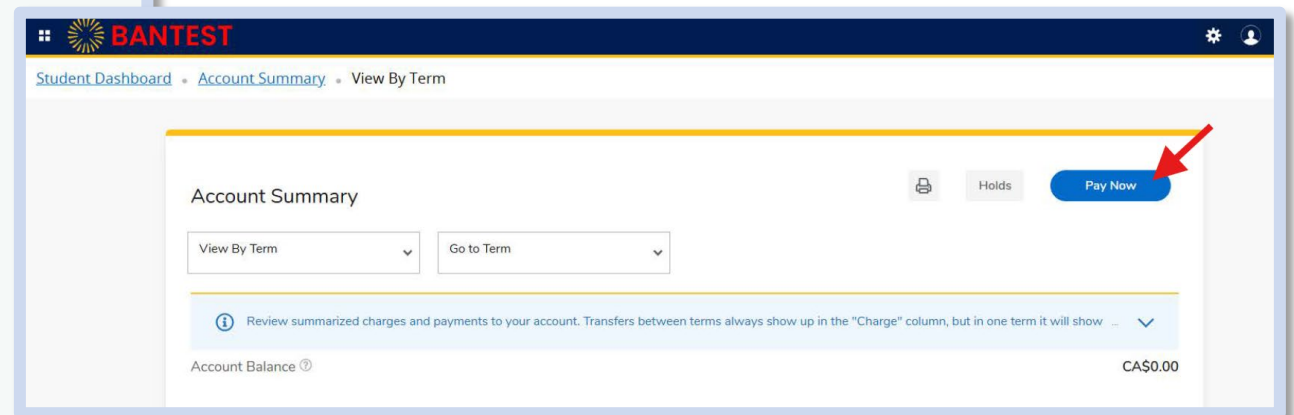 BANTEST
Student Dashboard • Account Summary • View By Term
Account Summary
Holds
Pay Now
View By Term
Go to Term
Review summarized charges and payments to your account. Transfers between terms always show up in the "Charge" column, but in one term it will show ...
Account Balance
CA$0.00